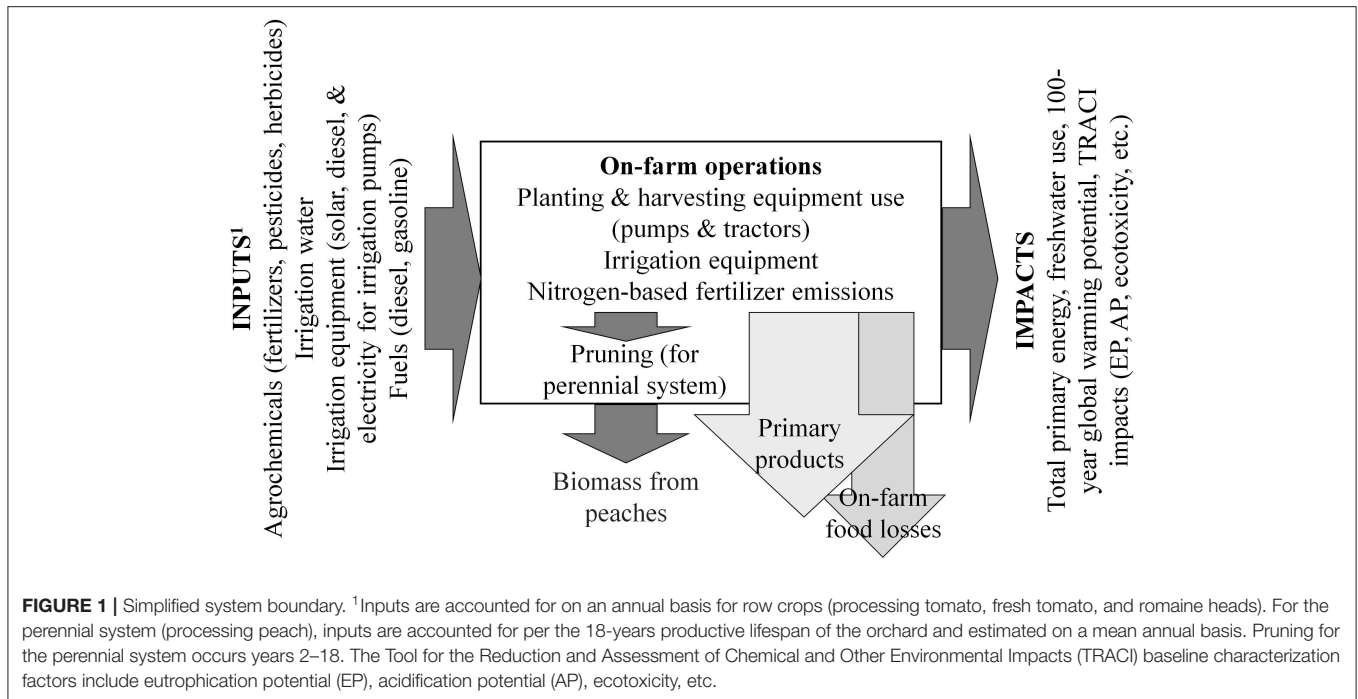 INPUTS¹
Agrochemicals (fertilizers, pesticides, herbicides)
Irrigation water
Irrigation equipment (solar, diesel, &
electricity for irrigation pumps)
Fuels (diesel, gasoline)
On-farm operations
Planting & harvesting equipment use
(pumps & tractors)
Irrigation equipment
Nitrogen-based fertilizer emissions
Pruning (for
perennial system)
Biomass from
peaches
Primary
products
On-farm
food losses
IMPACTS
Total primary energy, freshwater use, 100-
year global warming potential, TRACI
impacts (EP, AP, ecotoxicity, etc.)
FIGURE 1 | Simplified system boundary. ¹Inputs are accounted for on an annual basis for row crops (processing tomato, fresh tomato, and romaine heads). For the
perennial system (processing peach), inputs are accounted for per the 18-years productive lifespan of the orchard and estimated on a mean annual basis. Pruning for
the perennial system occurs years 2–18. The Tool for the Reduction and Assessment of Chemical and Other Environmental Impacts (TRACI) baseline characterization
factors include eutrophication potential (EP), acidification potential (AP), ecotoxicity, etc.